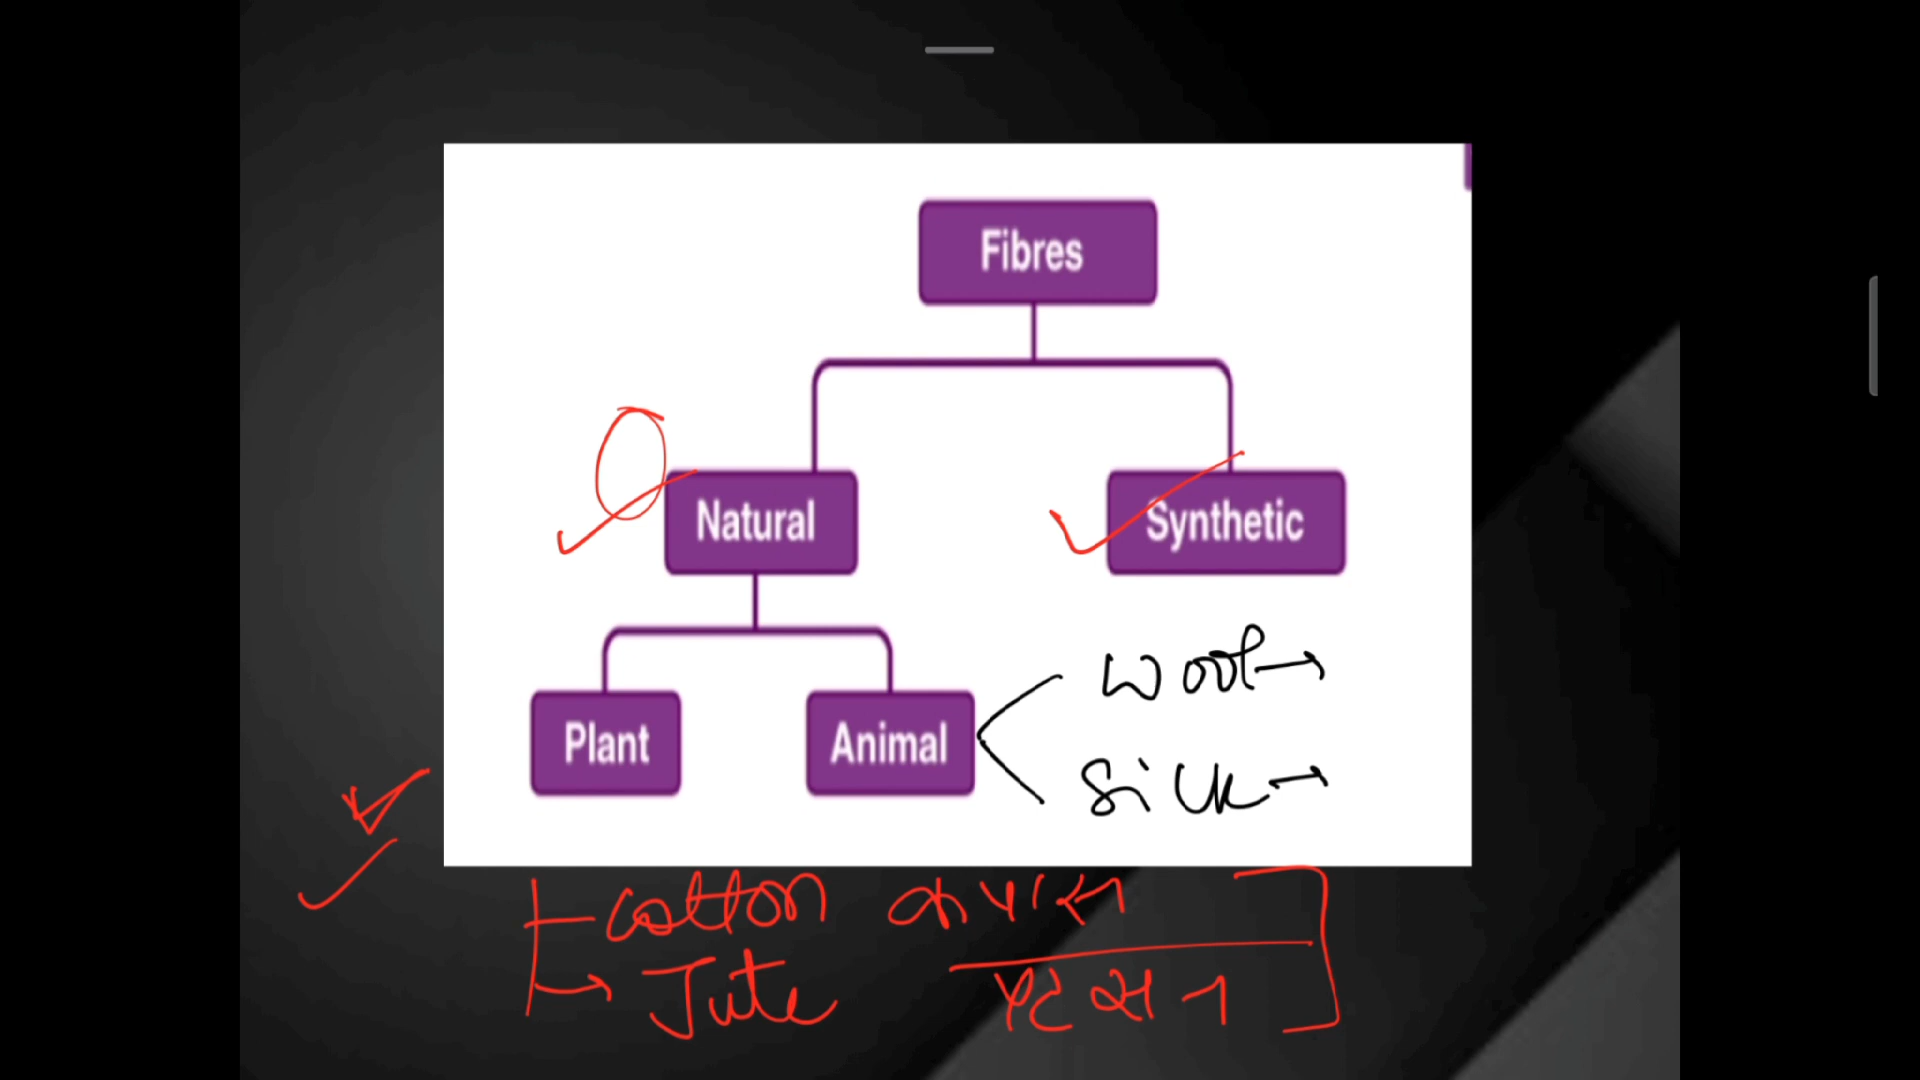 Fibres
Natural
Synthetic
Plant
Animal
Wool
Silk
Cotton कपास
Jute पटसन